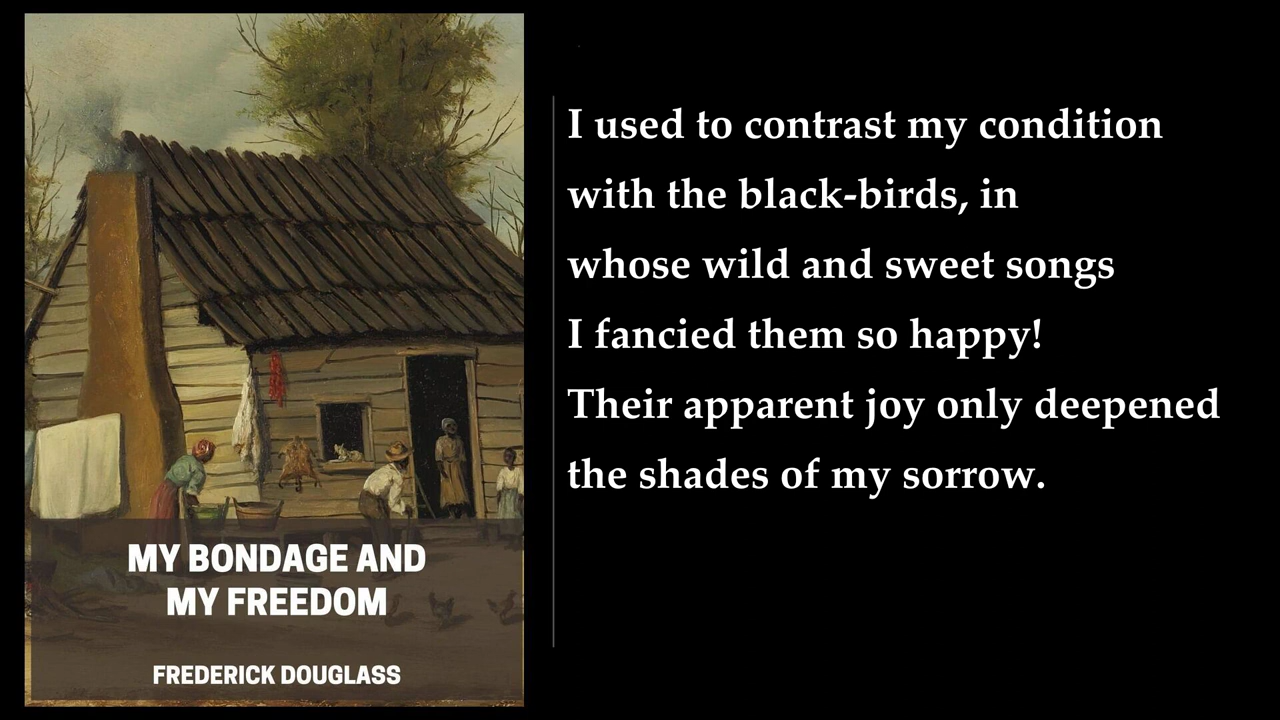 MY BONDAGE AND
MY FREEDOM
FREDERICK DOUGLASS
I used to contrast my condition
with the black-birds, in
whose wild and sweet songs
I fancied them so happy!
Their apparent joy only deepened
the shades of my sorrow.